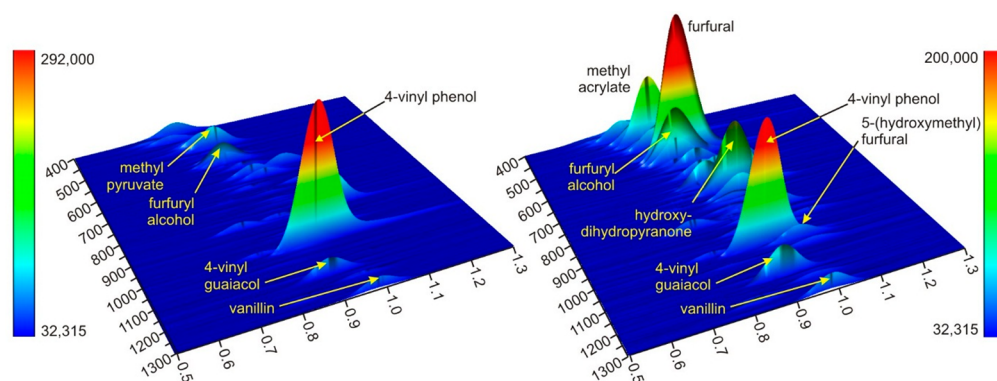 292,000
4-vinyl phenol
methyl
pyruvate
furfuryl
alcohol
4-vinyl
guaiacol
vanillin
32,315
400
500
600
700
800
900
1000
1100
1200
1300
0.5
0.6
0.7
0.8
0.9
1.0
1.1
1.2
1.3
furfural
methyl
acrylate
200,000
4-vinyl phenol
5-(hydroxymethyl)
furfural
furfuryl
alcohol
hydroxy-
dihydropyranone
4-vinyl
guaiacol
vanillin
32,315
400
500
600
700
800
900
1000
1100
1200
1300
0.5
0.6
0.7
0.8
0.9
1.0
1.1
1.2
1.3